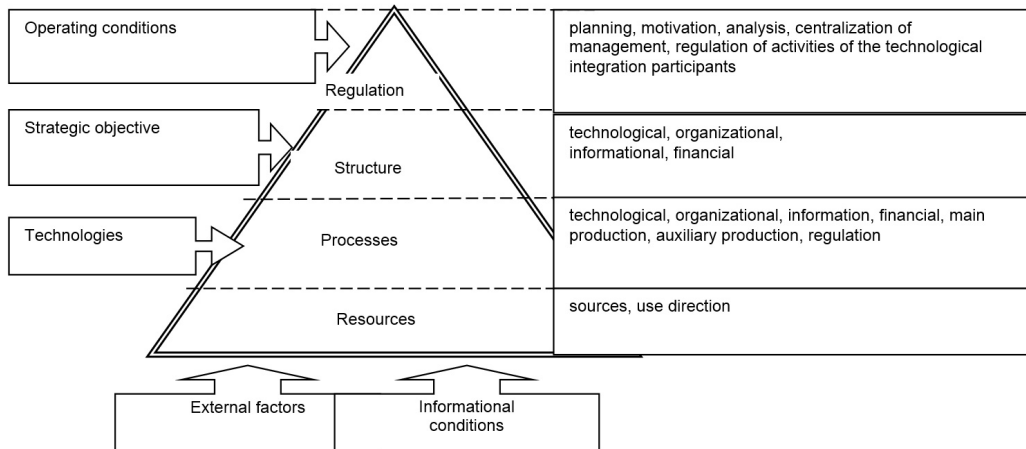 Operating conditions
planning, motivation, analysis, centralization of
management, regulation of activities of the technological
integration participants
Regulation
Strategic objective
technological, organizational,
informational, financial
Structure
technological, organizational, information, financial, main
production, auxiliary production, regulation
Technologies
Processes
sources, use direction
Resources
External factors
Informational
conditions